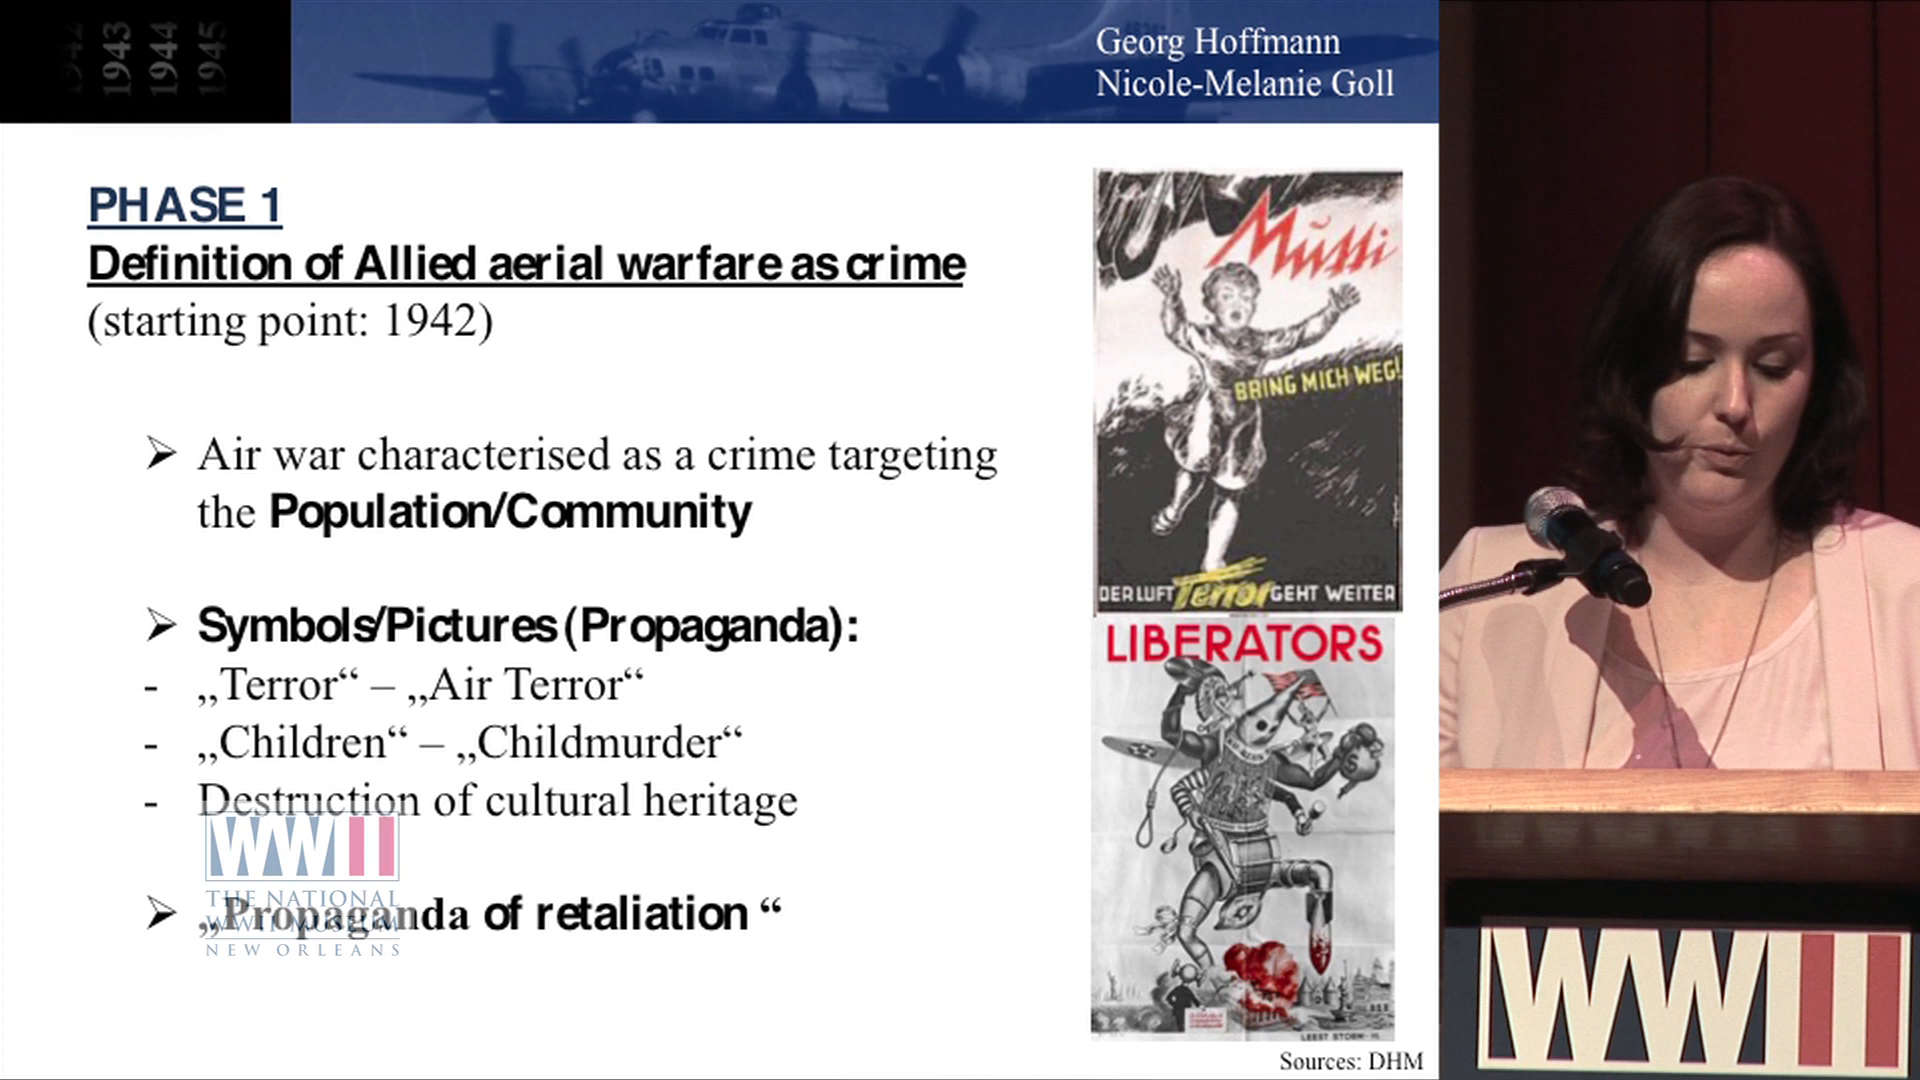 1942
1943
1944
1945
Georg Hoffmann
Nicole-Melanie Goll
PHASE 1
Definition of Allied aerial warfare as crime
(starting point: 1942)
➢ Air war characterised as a crime targeting
the Population/Community
➢ Symbols/Pictures (Propaganda):
- „Terror“ – „Air Terror“
- „Children“ – „Childmurder“
- Destruction of cultural heritage
➢ „Propaganda of retaliation “
WWII
THE NATIONAL
WWII MUSEUM
NEW ORLEANS
Mutti
BRING MICH WEG!
DER LUFT Terror GEHT WEITER
LIBERATORS
LEEST STORM
Sources: DHM
WWII